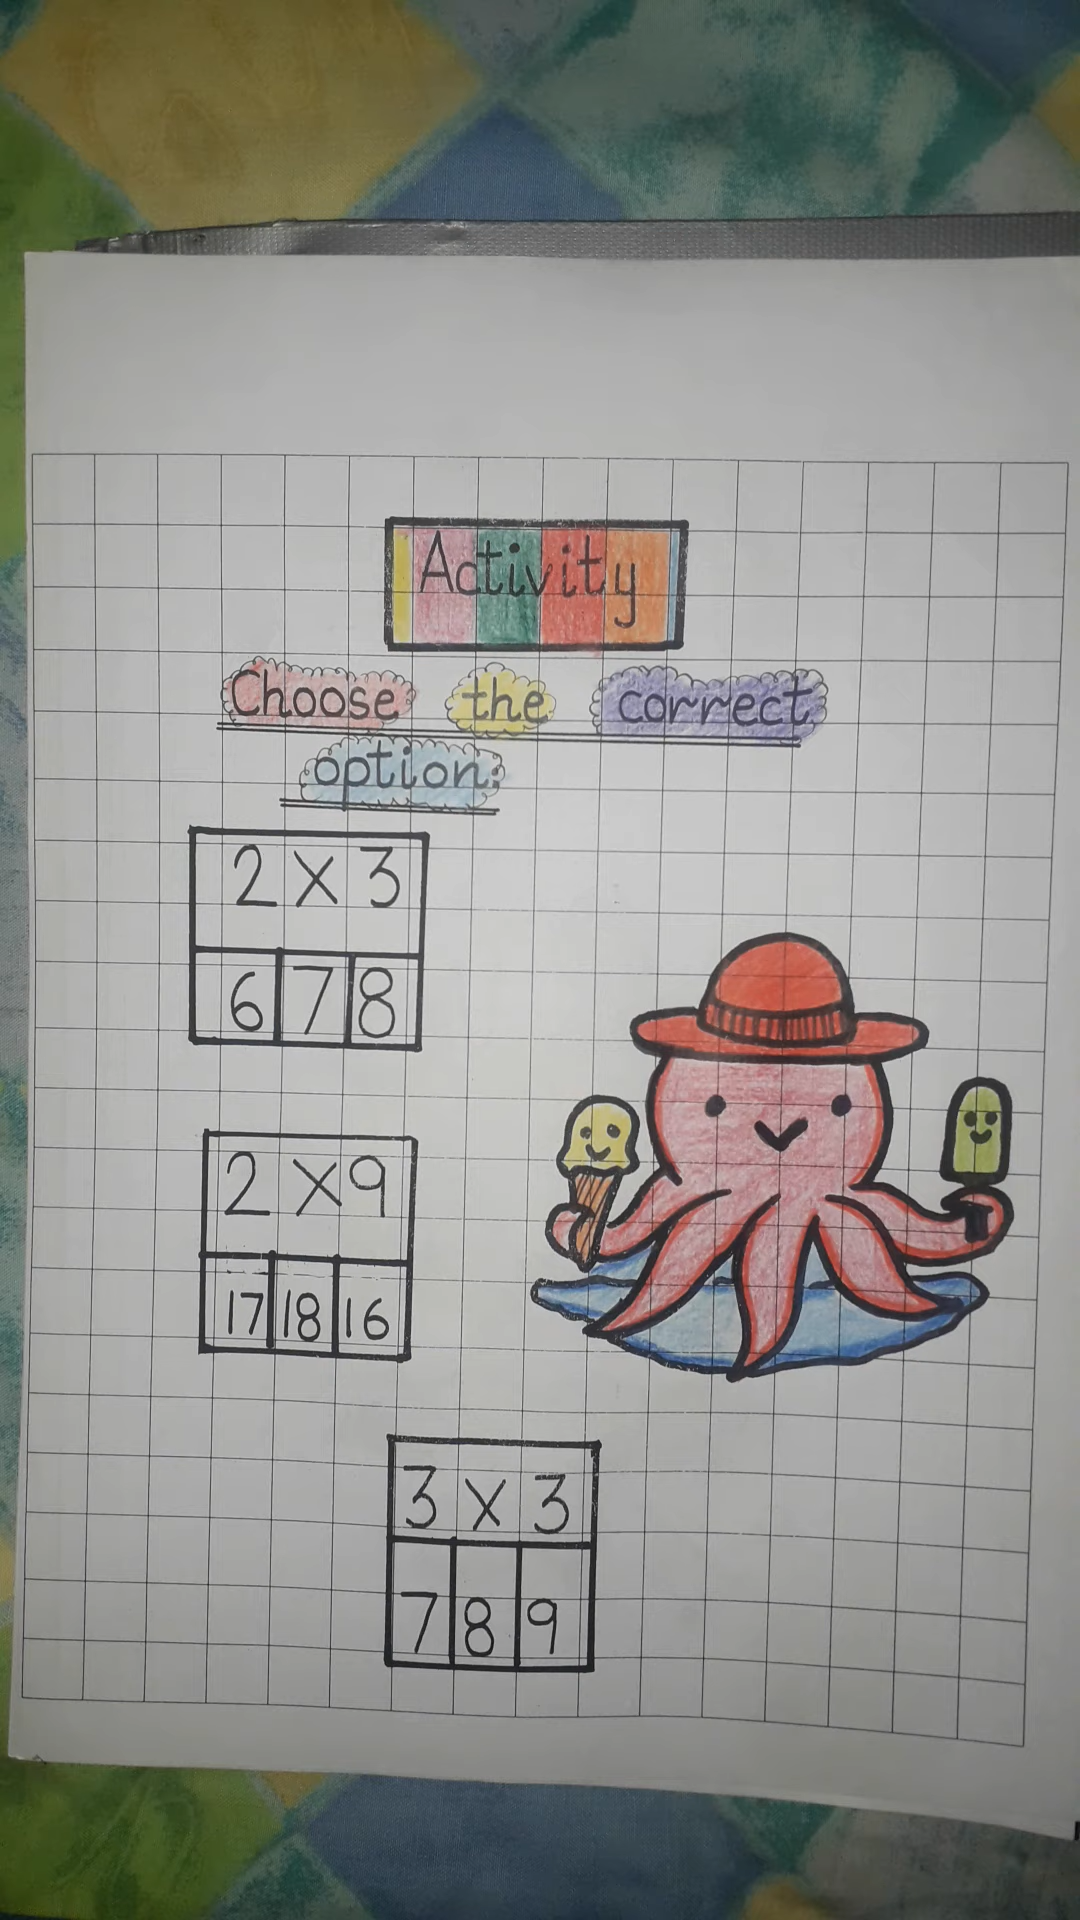 Activity
Choose the correct
option:
2 X 3
6 7 8
2 X 9
17 18 16
3 X 3
7 8 9